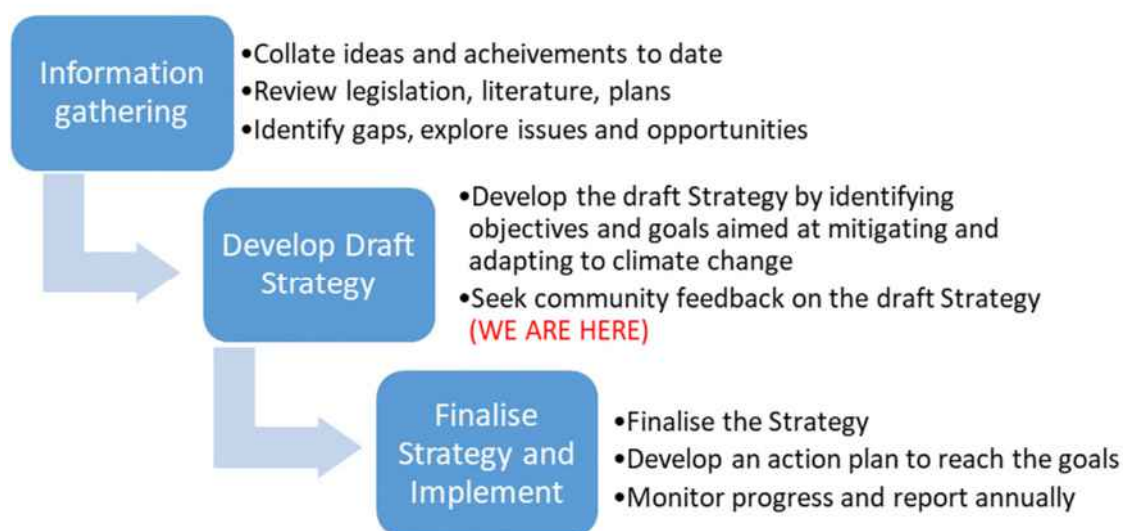 Information
gathering
•Collate ideas and acheivements to date
•Review legislation, literature, plans
•Identify gaps, explore issues and opportunities
Develop Draft
Strategy
•Develop the draft Strategy by identifying
objectives and goals aimed at mitigating and
adapting to climate change
•Seek community feedback on the draft Strategy
(WE ARE HERE)
Finalise
Strategy and
Implement
•Finalise the Strategy
•Develop an action plan to reach the goals
•Monitor progress and report annually